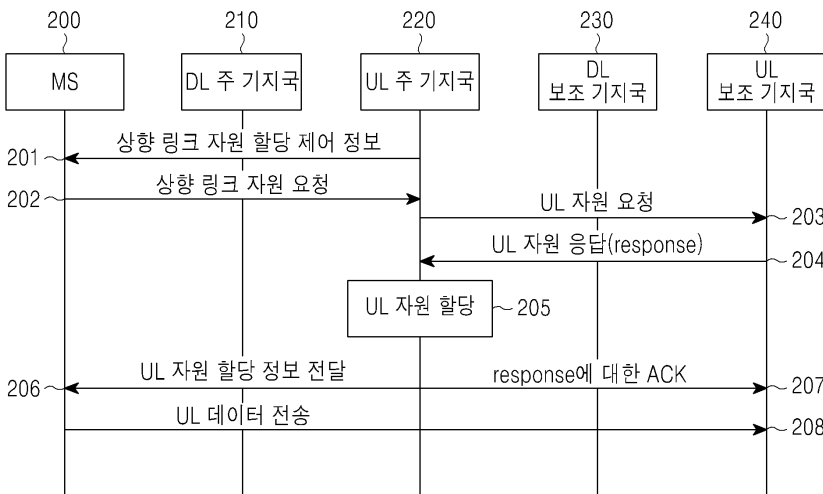 200
210
220
230
240
MS
DL 주 기지국
UL 주 기지국
DL
보조 기지국
UL
보조 기지국
상향 링크 자원 할당 제어 정보
201
상향 링크 자원 요청
202
UL 자원 요청
203
UL 자원 응답(response)
204
UL 자원 할당
205
UL 자원 할당 정보 전달
response에 대한 ACK
206
207
UL 데이터 전송
208